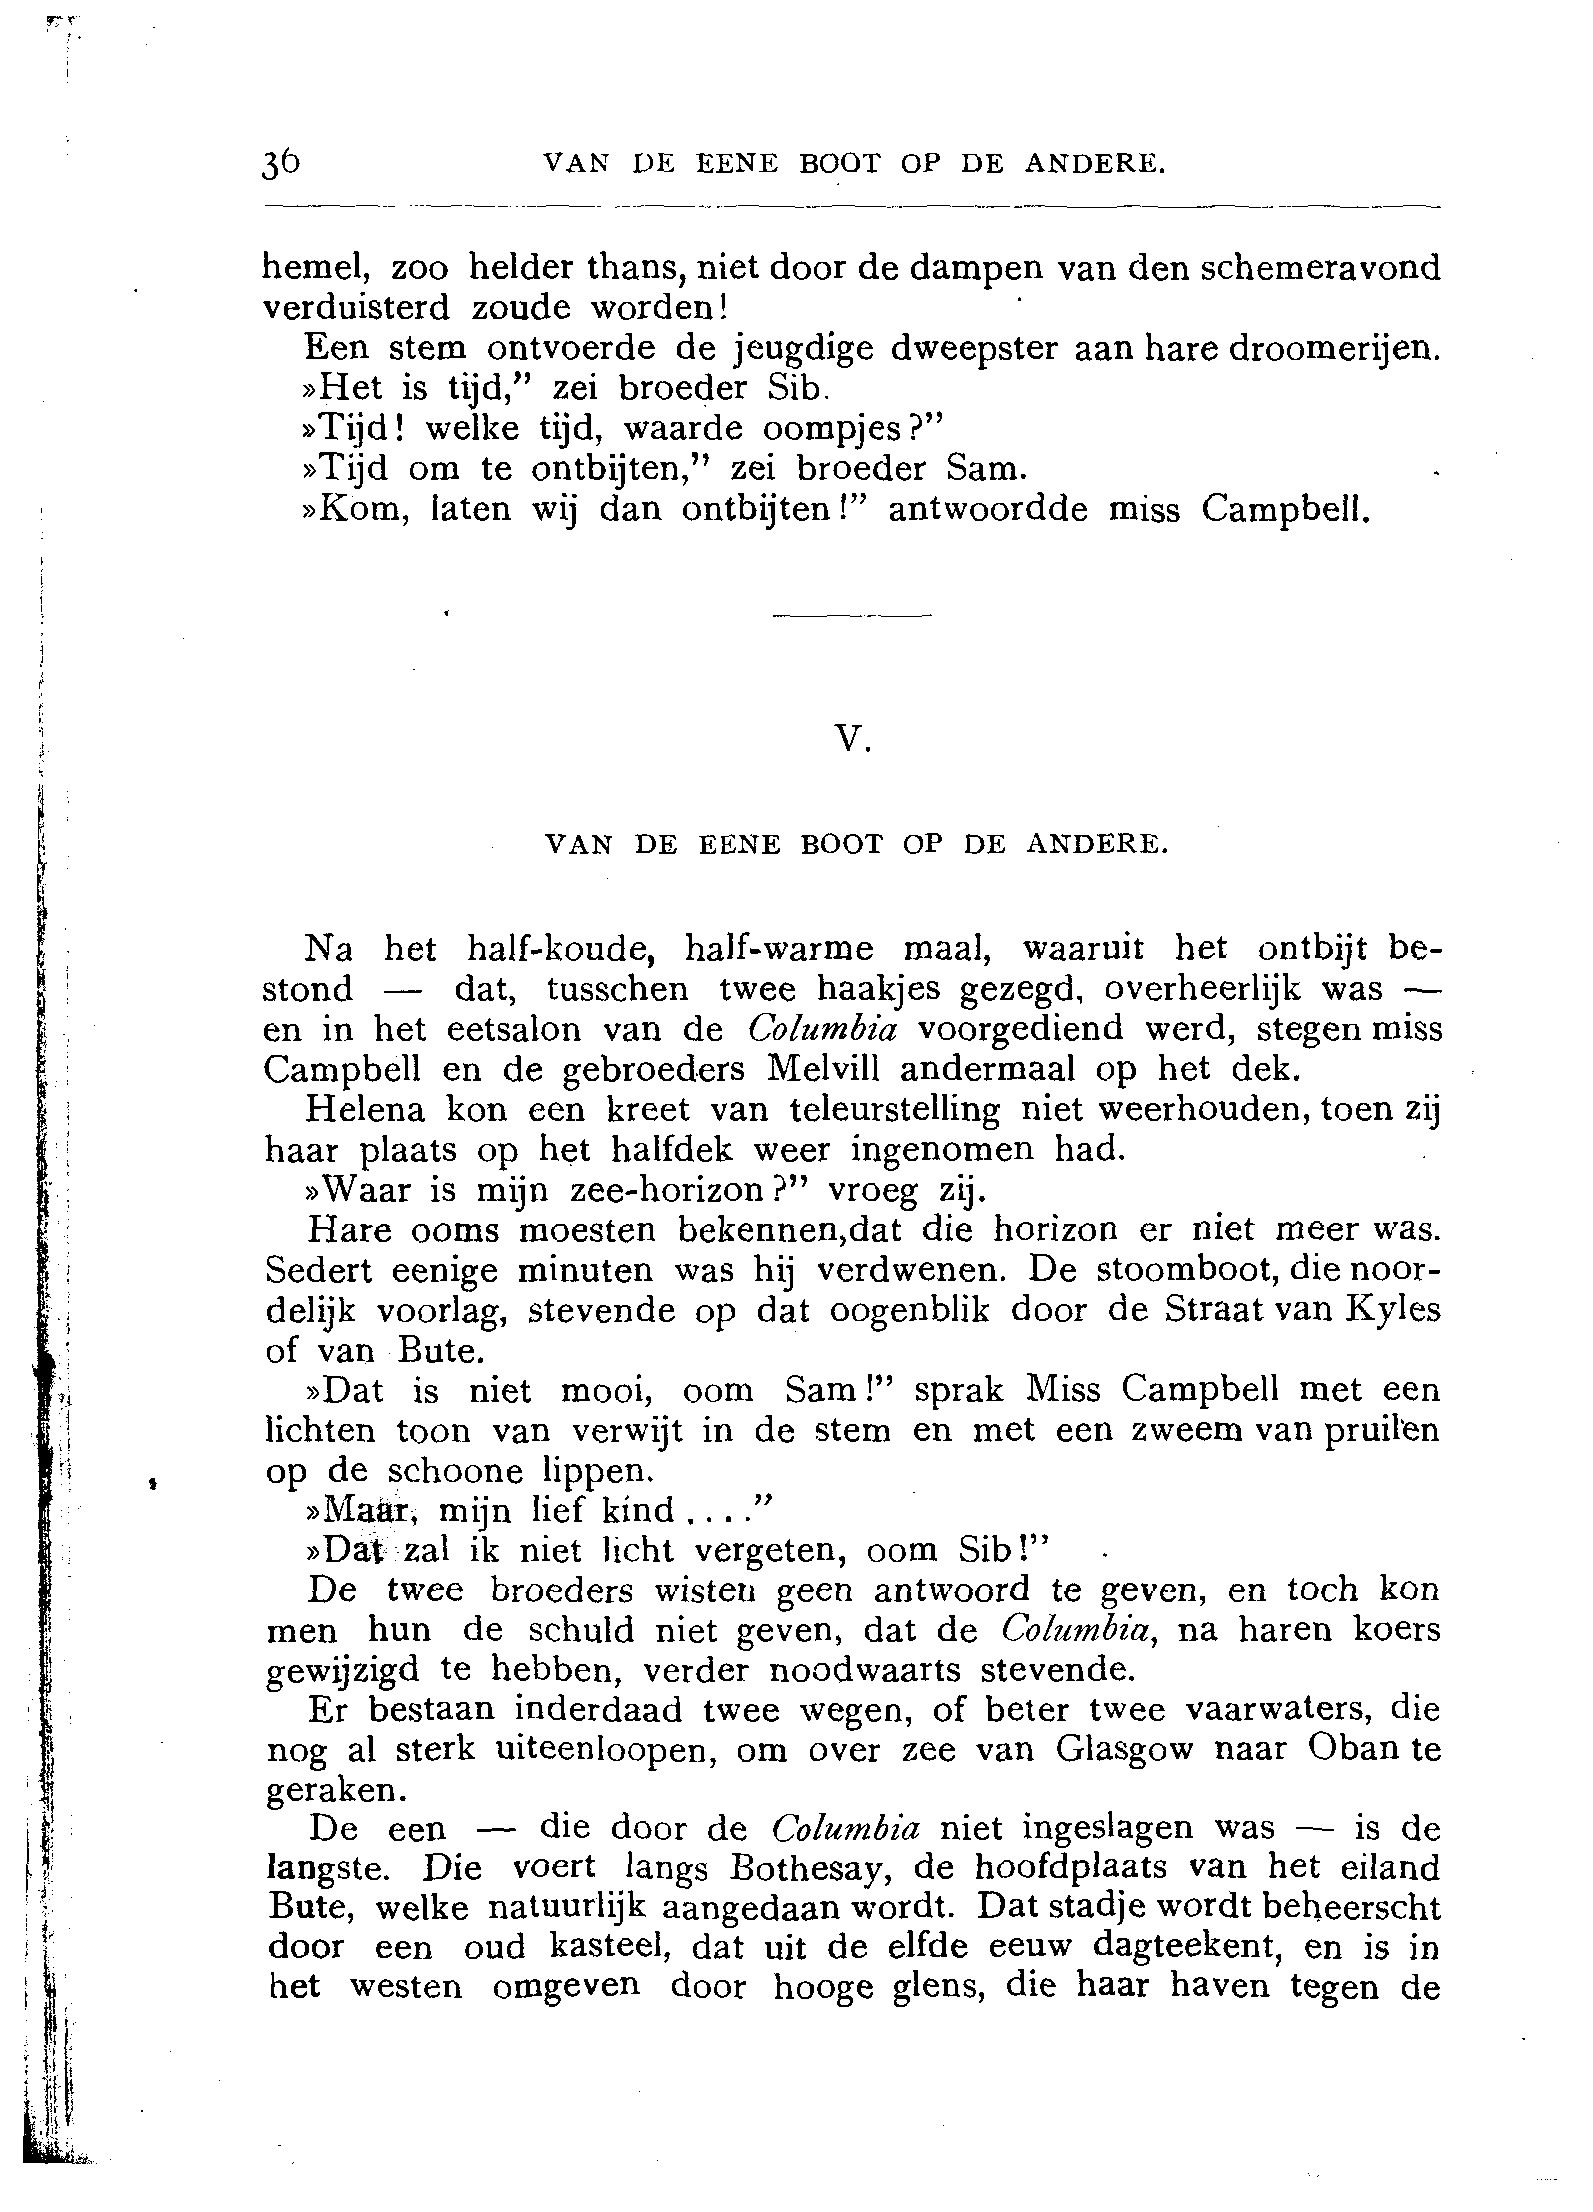 36 VAN DE EENE BOOT OP DE ANDERE.
hemel, zoo helder thans, niet door de dampen van den schemeravond
verduisterd zoude worden!
Een stem ontvoerde de jeugdige dweepster aan hare droomerijen.
»Het is tijd,” zei broeder Sib.
»Tijd! welke tijd, waarde oompjes?”
»Tijd om te ontbijten,” zei broeder Sam.
»Kom, laten wij dan ontbijten!” antwoordde miss Campbell.
V.
VAN DE EENE BOOT OP DE ANDERE.
Na het half-koude, half-warme maal, waaruit het ontbijt be-
stond — dat, tusschen twee haakjes gezegd, overheerlijk was —
en in het eetsalon van de Columbia voorgediend werd, stegen miss
Campbell en de gebroeders Melvill andermaal op het dek.
Helena kon een kreet van teleurstelling niet weerhouden, toen zij
haar plaats op het halfdek weer ingenomen had.
»Waar is mijn zee-horizon?” vroeg zij.
Hare ooms moesten bekennen,dat die horizon er niet meer was.
Sedert eenige minuten was hij verdwenen. De stoomboot, die noor-
delijk voorlag, stevende op dat oogenblik door de Straat van Kyles
of van Bute.
»Dat is niet mooi, oom Sam!” sprak Miss Campbell met een
lichten toon van verwijt in de stem en met een zweem van pruilen
op de schoone lippen.
»Maar, mijn lief kind ....”
»Dat zal ik niet licht vergeten, oom Sib!”
De twee broeders wisten geen antwoord te geven, en toch kon
men hun de schuld niet geven, dat de Columbia, na haren koers
gewijzigd te hebben, verder noodwaarts stevende.
Er bestaan inderdaad twee wegen, of beter twee vaarwaters, die
nog al sterk uiteenloopen, om over zee van Glasgow naar Oban te
geraken.
De een — die door de Columbia niet ingeslagen was — is de
langste. Die voert langs Bothesay, de hoofdplaats van het eiland
Bute, welke natuurlijk aangedaan wordt. Dat stadje wordt beheerscht
door een oud kasteel, dat uit de elfde eeuw dagteekent, en is in
het westen omgeven door hooge glens, die haar haven tegen de